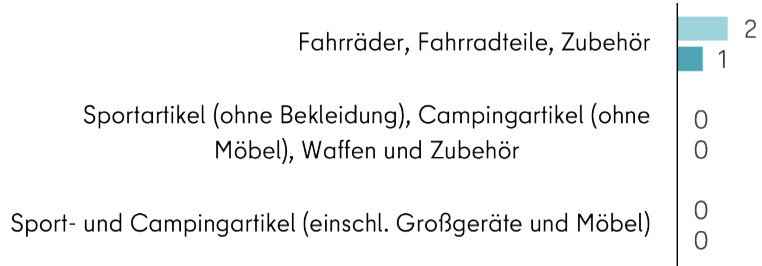 Fahrräder, Fahrradteile, Zubehör
2
1
Sportartikel (ohne Bekleidung), Campingartikel (ohne
Möbel), Waffen und Zubehör
0
0
Sport- und Campingartikel (einschl. Großgeräte und Möbel)
0
0